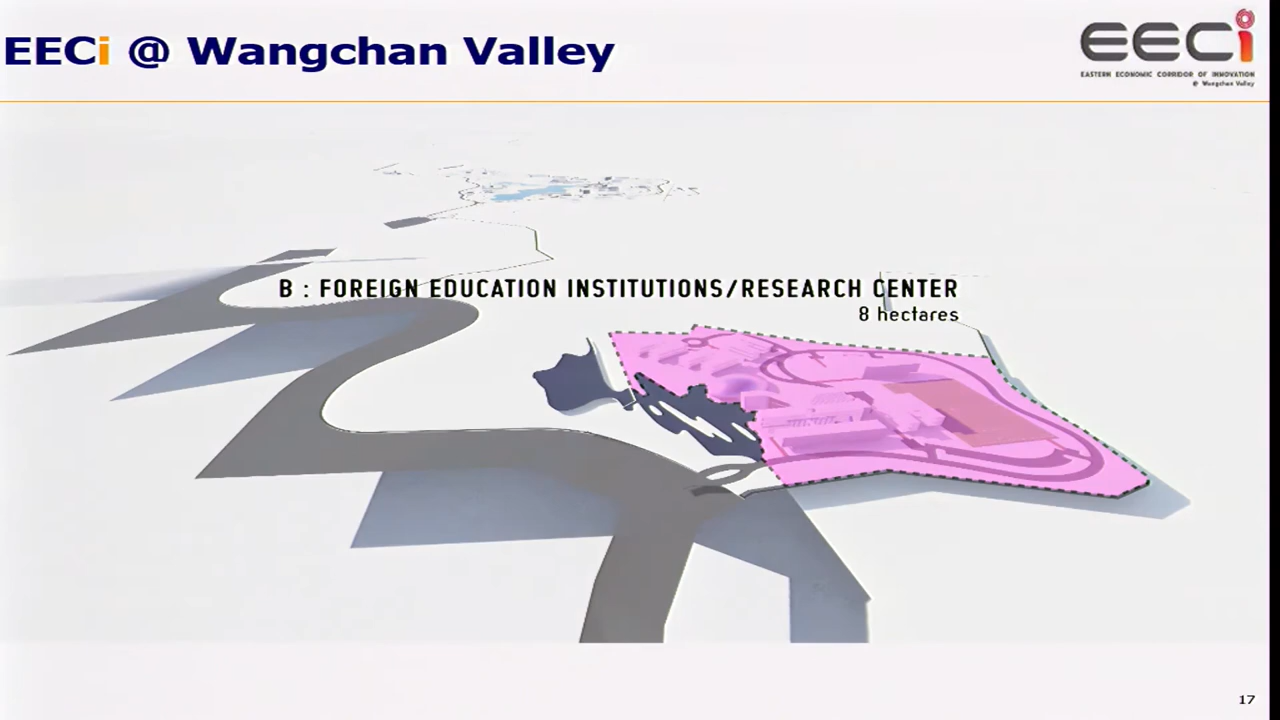 EECi @ Wangchan Valley
EECi
EASTERN ECONOMIC CORRIDOR OF INNOVATION
@ Wangchan Valley
B : FOREIGN EDUCATION INSTITUTIONS/RESEARCH CENTER
8 hectares
17